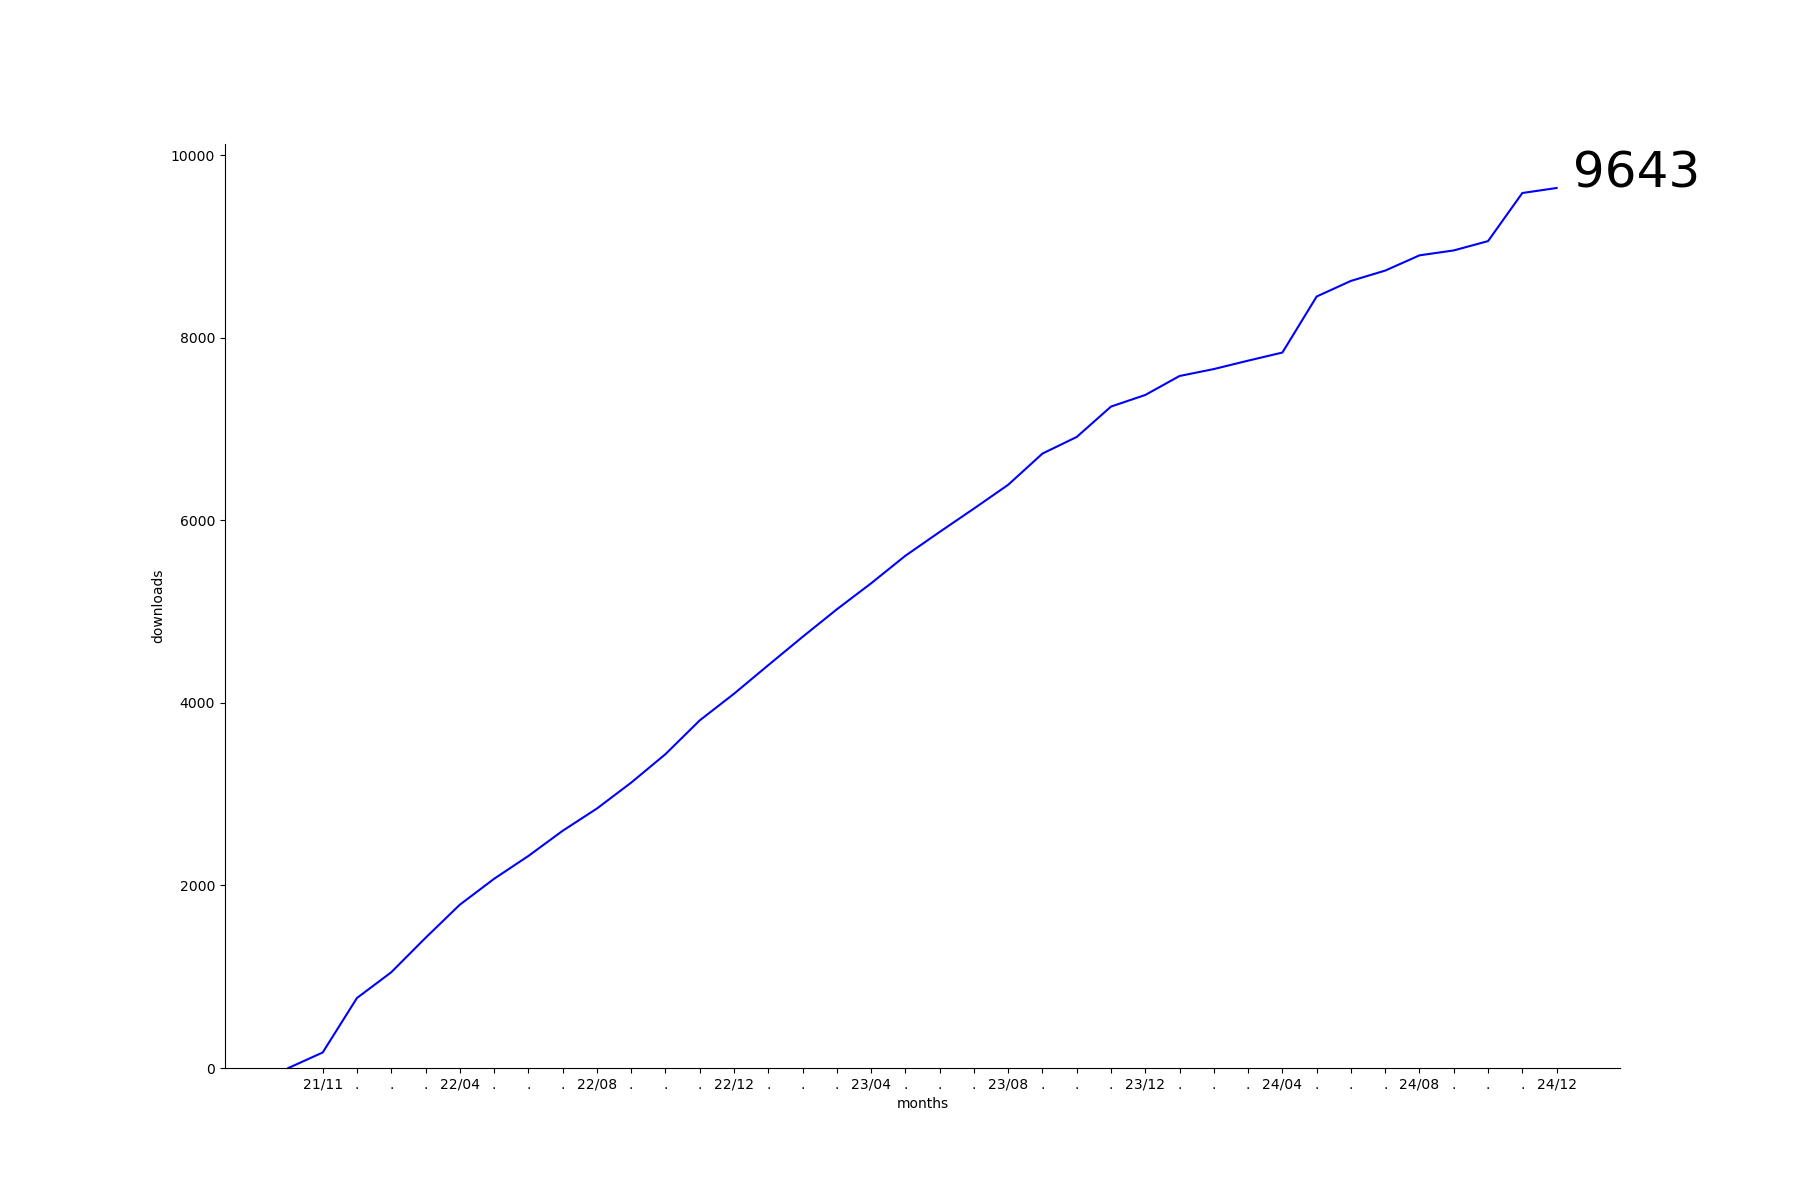 9643
10000
8000
6000
4000
2000
0
downloads
21/11 . . . 22/04 . . . 22/08 . . . 22/12 . . . 23/04 . . . 23/08 . . . 23/12 . . . 24/04 . . . 24/08 . . . 24/12
months